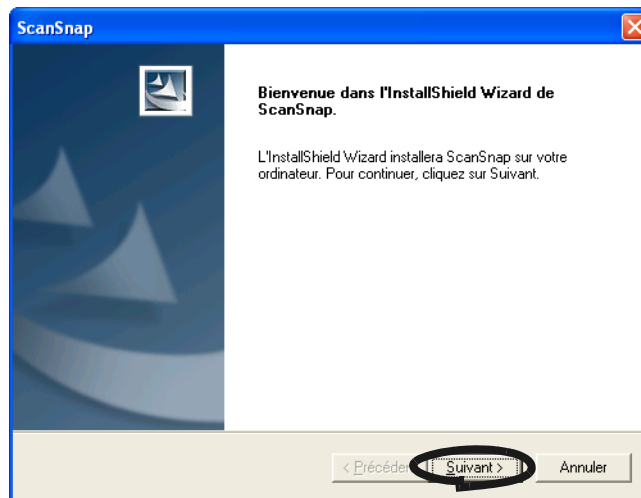 ScanSnap
Bienvenue dans l'InstallShield Wizard de
ScanSnap.
L'InstallShield Wizard installera ScanSnap sur votre
ordinateur. Pour continuer, cliquez sur Suivant.
< Précéden Suivant > Annuler